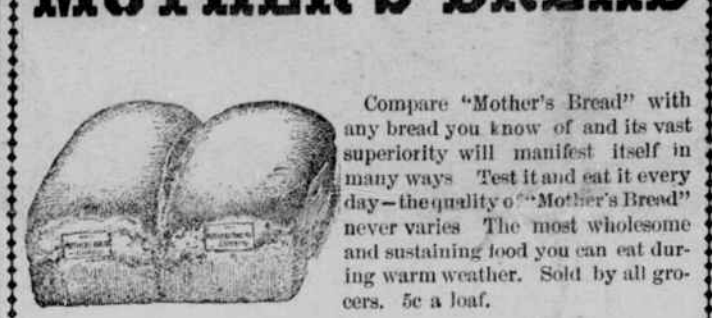 MOTHER'S BREAD
Compare "Mother's Bread" with
any bread you know of and its vast
superiority will manifest itself in
many ways Test it and eat it every
day—the quality of "Mother's Bread"
never varies The most wholesome
and sustaining food you can eat dur-
ing warm weather. Sold by all gro-
cers. 5c a loaf.